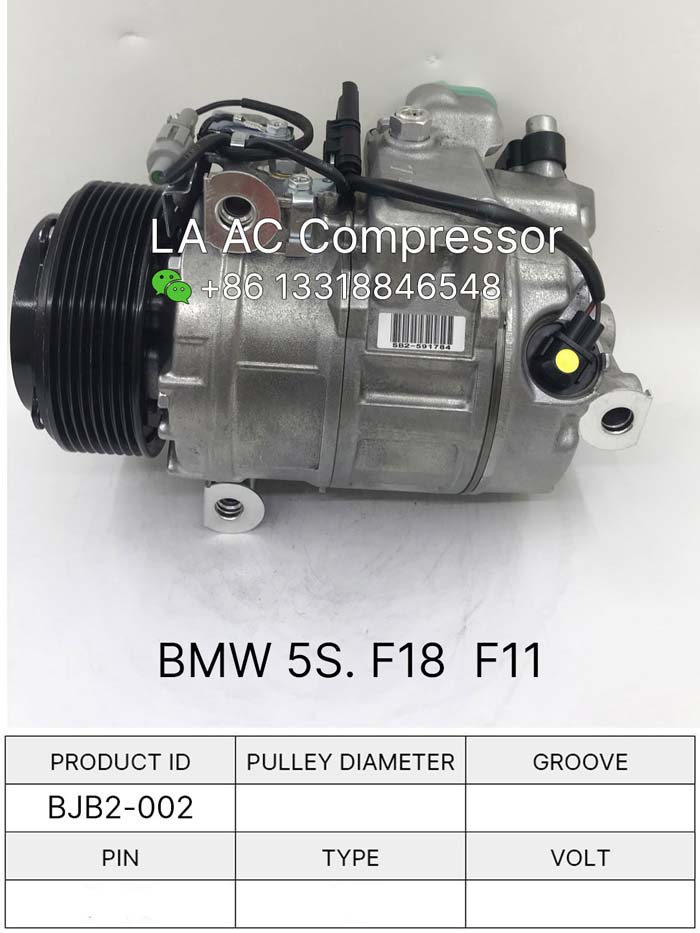 LA AC Compressor
+86 13318846548
SB2-591784
BMW 5S. F18 F11
PRODUCT ID PULLEY DIAMETER GROOVE
BJB2-002
PIN TYPE VOLT